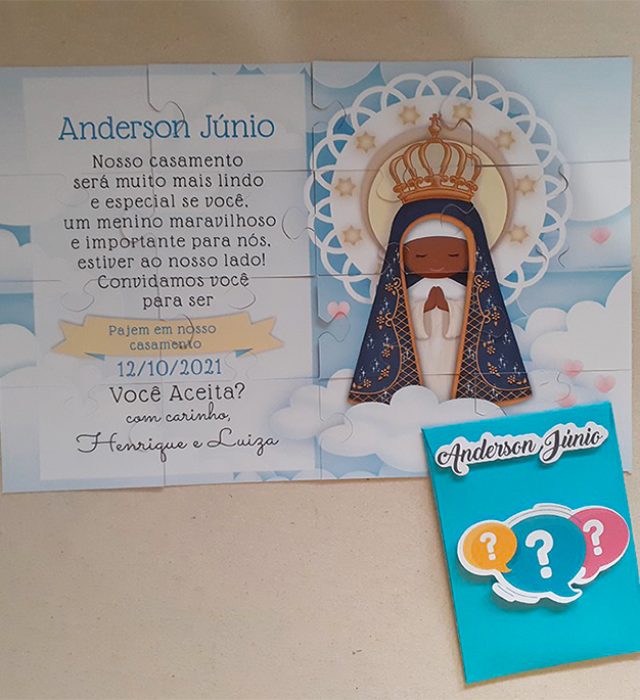 Anderson Júnio
Nosso casamento
será muito mais lindo
e especial se você,
um menino maravilhoso
e importante para nós,
estiver ao nosso lado!
Convidamos você
para ser
Pajem em nosso
casamento
12/10/2021
Você Aceita?
com carinho,
Henrique e Luiza
Anderson Júnio
? ? ?